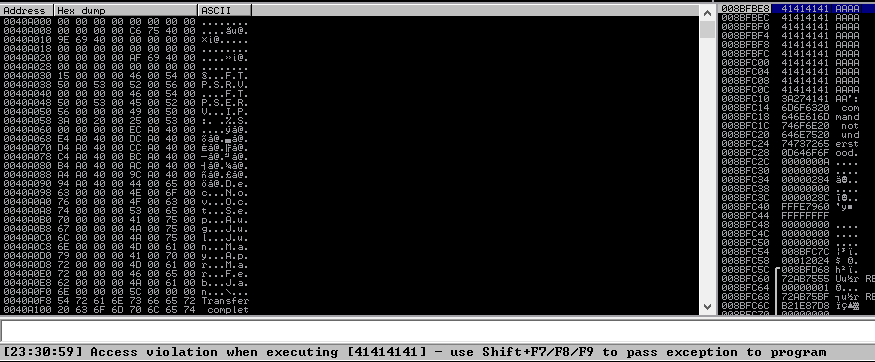 Address Hex dump ASCII
0040A000 00 00 00 00 00 00 00 00 ........
0040A008 00 00 00 00 C6 75 40 00 ....ãu@.
0040A010 9E 69 40 00 00 00 00 00 ×i@.....
0040A018 00 00 00 00 00 00 00 00 ........
0040A020 00 00 00 00 AF 69 40 00 ....»i@.
0040A028 00 00 00 00 00 00 00 00 ........
0040A030 15 00 00 00 46 00 54 00 §...F.T.
0040A038 50 00 53 00 52 00 56 00 P.S.R.V.
0040A040 00 00 00 00 46 00 54 00 ....F.T.
0040A048 50 00 53 00 45 00 52 00 P.S.E.R.
0040A050 56 00 00 00 49 00 50 00 V...I.P.
0040A058 3A 00 20 00 25 00 53 00 :. .%.S.
0040A060 00 00 00 00 EC A0 40 00 ....ýá@.
0040A068 E4 A0 40 00 DC A0 40 00 õá@.▄á@.
0040A070 D4 A0 40 00 CC A0 40 00 Èá@.╠á@.
0040A078 C4 A0 40 00 BC A0 40 00 ─á@.╝á@.
0040A080 B4 A0 40 00 AC A0 40 00 ┤á@.¼á@.
0040A088 A4 A0 40 00 9C A0 40 00 ñá@.£á@.
0040A090 94 A0 40 00 44 00 65 00 öá@.D.e.
0040A098 63 00 00 00 4E 00 6F 00 c...N.o.
0040A0A0 76 00 00 00 4F 00 63 00 v...O.c.
0040A0A8 74 00 00 00 53 00 65 00 t...S.e.
0040A0B0 70 00 00 00 41 00 75 00 p...A.u.
0040A0B8 67 00 00 00 4A 00 75 00 g...J.u.
0040A0C0 6C 00 00 00 4A 00 75 00 l...J.u.
0040A0C8 6E 00 00 00 4D 00 61 00 n...M.a.
0040A0D0 79 00 00 00 41 00 70 00 y...A.p.
0040A0D8 72 00 00 00 4D 00 61 00 r...M.a.
0040A0E0 72 00 00 00 46 00 65 00 r...F.e.
0040A0E8 62 00 00 00 4A 00 61 00 b...J.a.
0040A0F0 6E 00 00 00 5C 00 00 00 n...\...
0040A0F8 54 72 61 6E 73 66 65 72 Transfer
0040A100 20 63 6F 6D 70 6C 65 74 complet
008BFBE8 41414141 AAAA
008BFBEC 41414141 AAAA
008BFBF0 41414141 AAAA
008BFBF4 41414141 AAAA
008BFBF8 41414141 AAAA
008BFBFC 41414141 AAAA
008BFC00 41414141 AAAA
008BFC04 41414141 AAAA
008BFC08 41414141 AAAA
008BFC0C 41414141 AAAA
008BFC10 3A274141 AA':
008BFC14 6D6F6320 com
008BFC18 646E616D mand
008BFC1C 746F6E20 not
008BFC20 646E7520 und
008BFC24 74737265 erst
008BFC28 0D646F6F ood.
008BFC2C 0000000A ....
008BFC30 00000000 ....
008BFC34 00000284 ä☻..
008BFC38 00000000 ....
008BFC3C 0000028C î☻..
008BFC40 FFFE7960 `y■
008BFC44 FFFFFFFF
008BFC48 00000000 ....
008BFC4C 00000000 ....
008BFC50 00000000 ....
008BFC54 008BFC7C |³ï.
008BFC58 00012024 $ ☺.
008BFC5C 008BFD68 h²ï.
008BFC60 72AB7555 Uu½r RE
008BFC64 00000001 ☺...
008BFC68 72AB75BF ┐u½r RE
008BFC6C B21E87D8
008BFC70 00000000
[23:30:59] Access violation when executing [41414141] - use Shift+F7/F8/F9 to pass exception to program